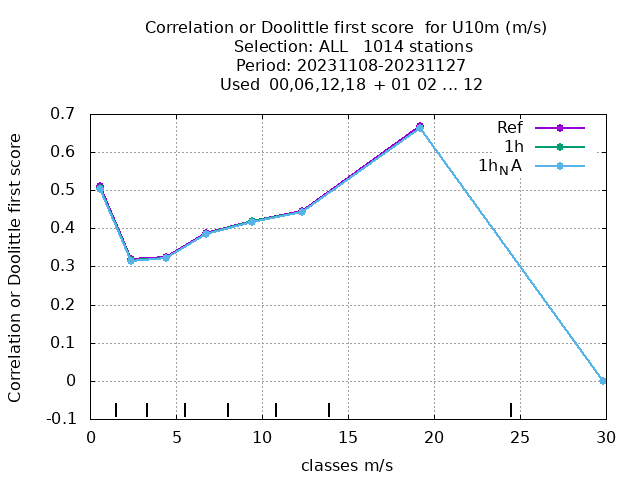 Correlation or Doolittle first score  for U10m (m/s)
Selection: ALL   1014 stations
Period: 20231108-20231127
Used  00,06,12,18  + 01 02 ... 12
Correlation or Doolittle first score
0.7
0.6
0.5
0.4
0.3
0.2
0.1
0
-0.1
Ref
1h
1hNA
0 5 10 15 20 25 30
classes m/s